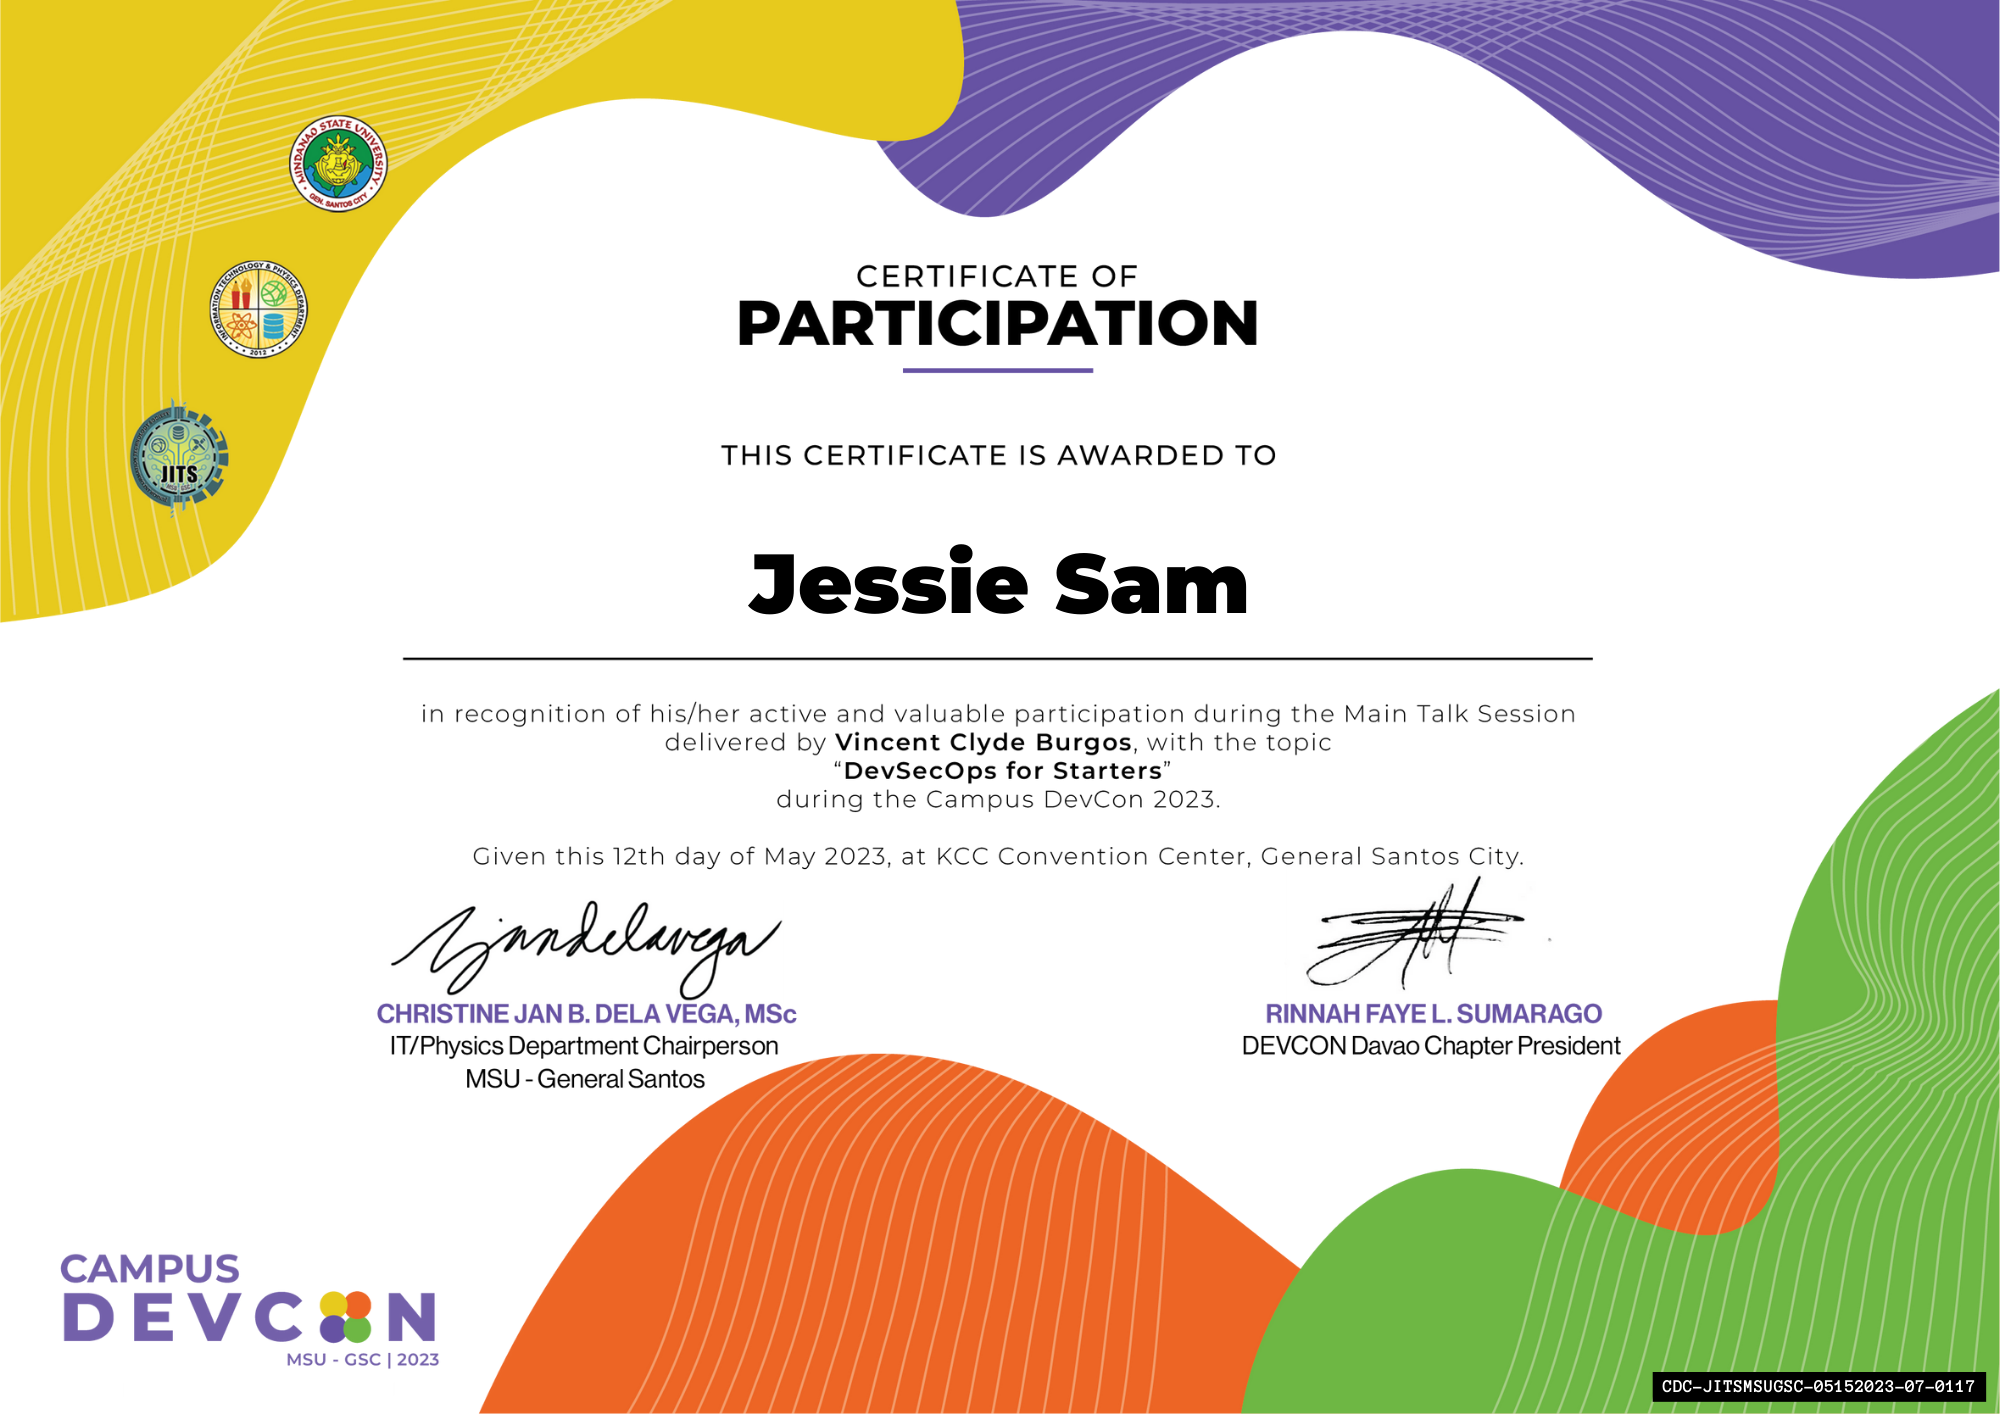 MINDANAO STATE UNIVERSITY
GEN. SANTOS CITY
INFORMATION TECHNOLOGY & PHYSICS DEPARTMENT
2012
JITS
CERTIFICATE OF
PARTICIPATION
THIS CERTIFICATE IS AWARDED TO
Jessie Sam
in recognition of his/her active and valuable participation during the Main Talk Session
delivered by Vincent Clyde Burgos, with the topic
“DevSecOps for Starters”
during the Campus DevCon 2023.
Given this 12th day of May 2023, at KCC Convention Center, General Santos City.
CHRISTINE JAN B. DELA VEGA, MSc
IT/Physics Department Chairperson
MSU - General Santos
RINNAH FAYE L. SUMARAGO
DEVCON Davao Chapter President
CAMPUS
DEVCON
MSU - GSC | 2023
CDC-JITSMSUGSC-05152023-07-0117